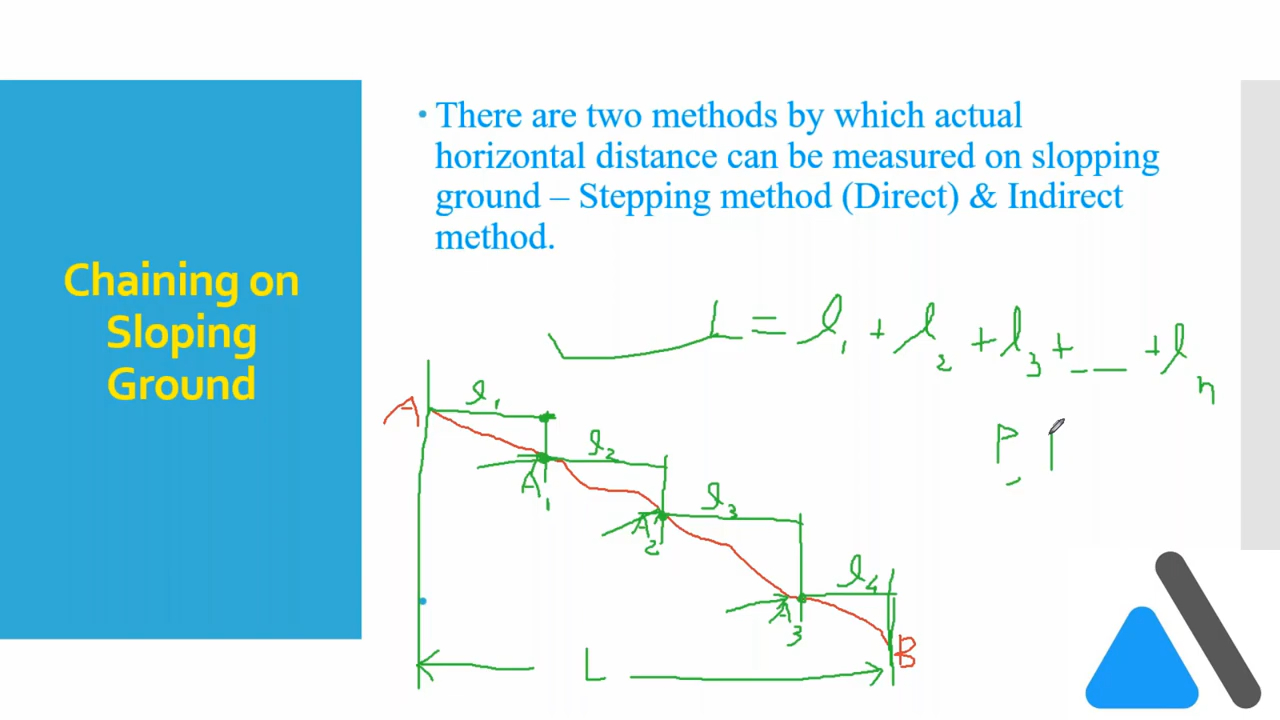 • There are two methods by which actual
horizontal distance can be measured on slopping
ground – Stepping method (Direct) & Indirect
method.
Chaining on
Sloping
Ground
L = l₁ + l₂ + l₃ + _ _ + lₙ
P, P
A
l₁
l₂
A₁
l₃
A₂
l₄
A₃
B
L